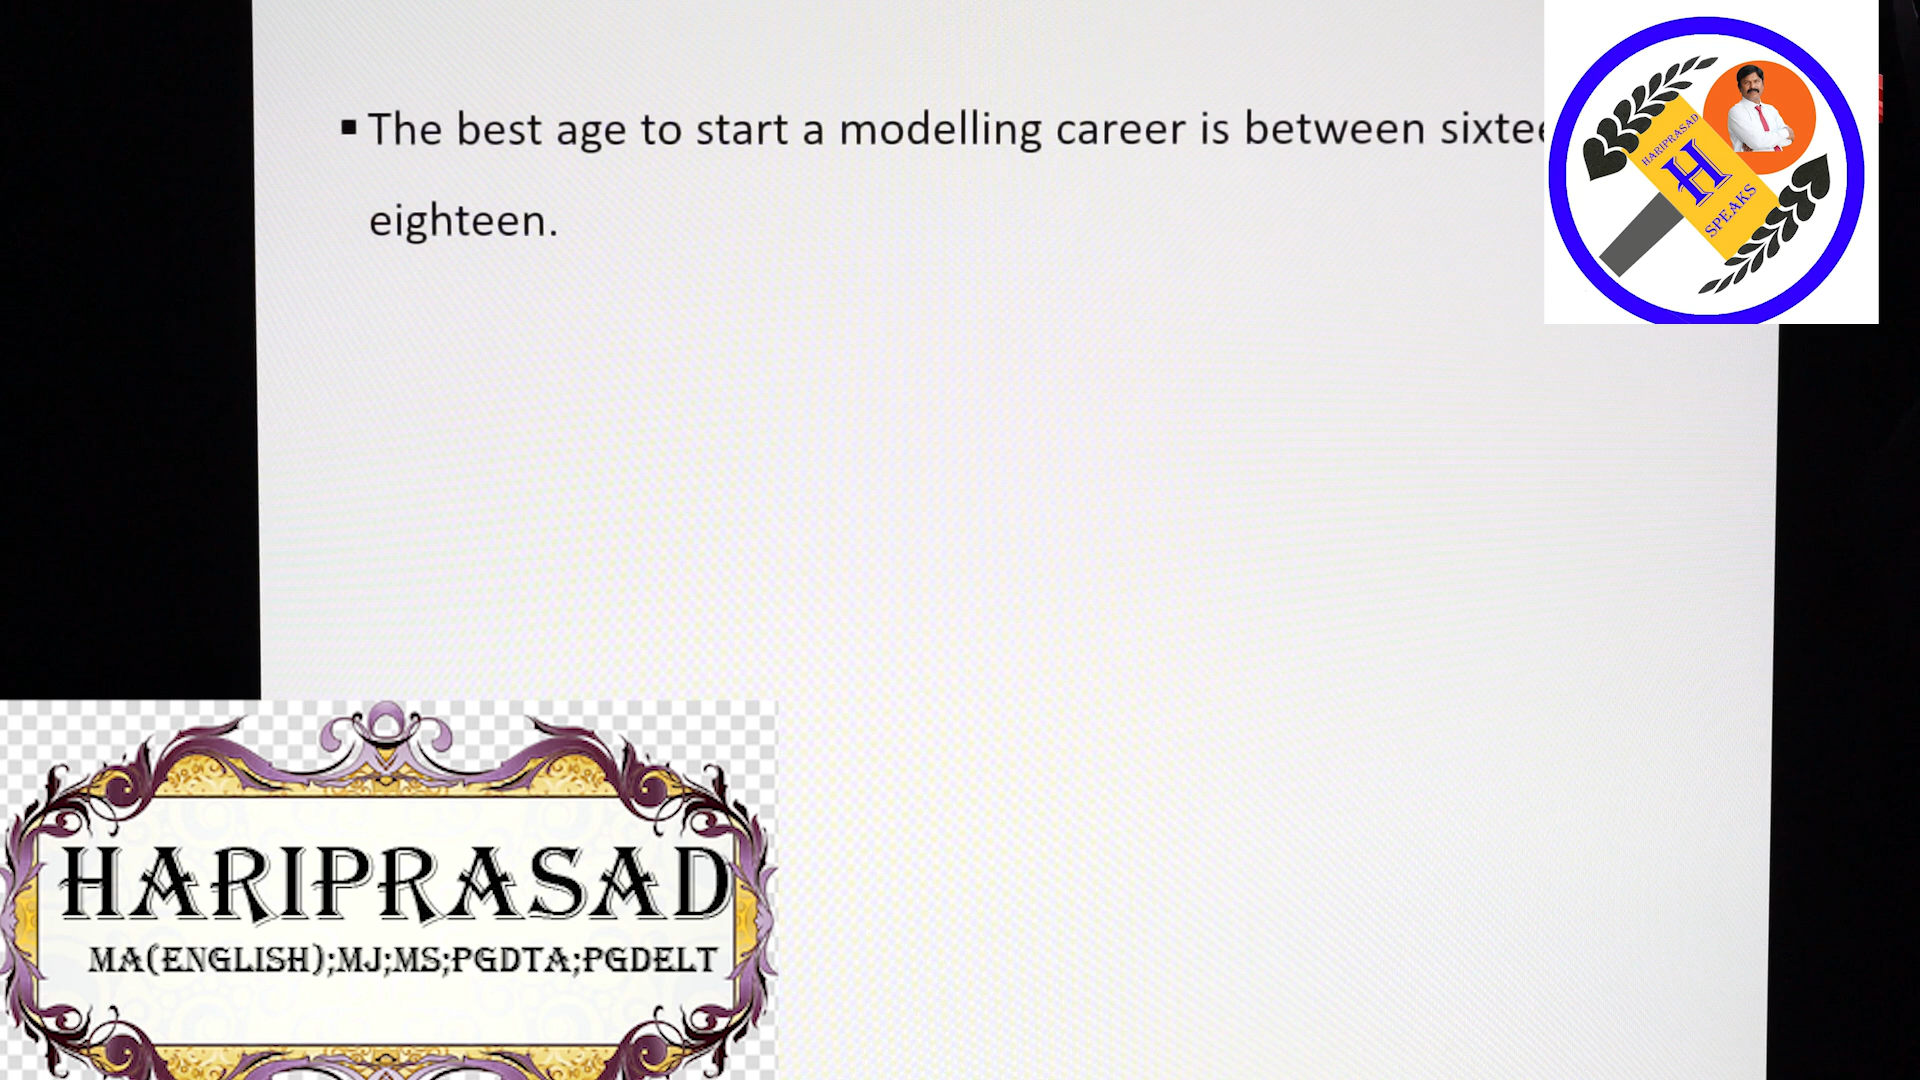 ▪ The best age to start a modelling career is between
eighteen.
HARIPRASAD
H
SPEAKS
HARIPRASAD
MA(ENGLISH);MJ;MS;PGDTA;PGDELT